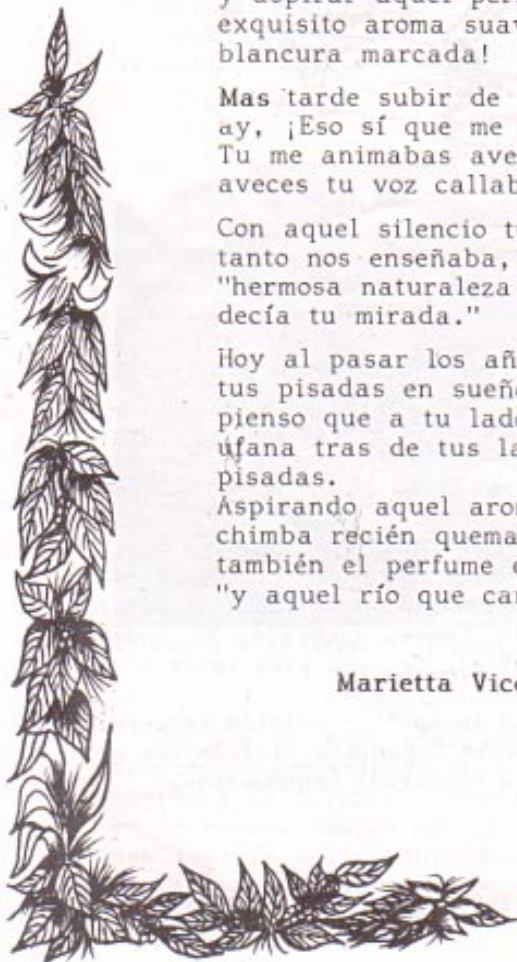 y aspirar aquel per
exquisito aroma suav
blancura marcada!
Mas tarde subir de
ay, ¡Eso sí que me
Tu me animabas ave
aveces tu voz callab
Con aquel silencio t
tanto nos enseñaba,
"hermosa naturaleza
decía tu mirada."
Hoy al pasar los añ
tus pisadas en sueñ
pienso que a tu lad
ufana tras de tus la
pisadas.
Aspirando aquel aro
chimba recién quema
también el perfume
"y aquel río que ca
Marietta Vic